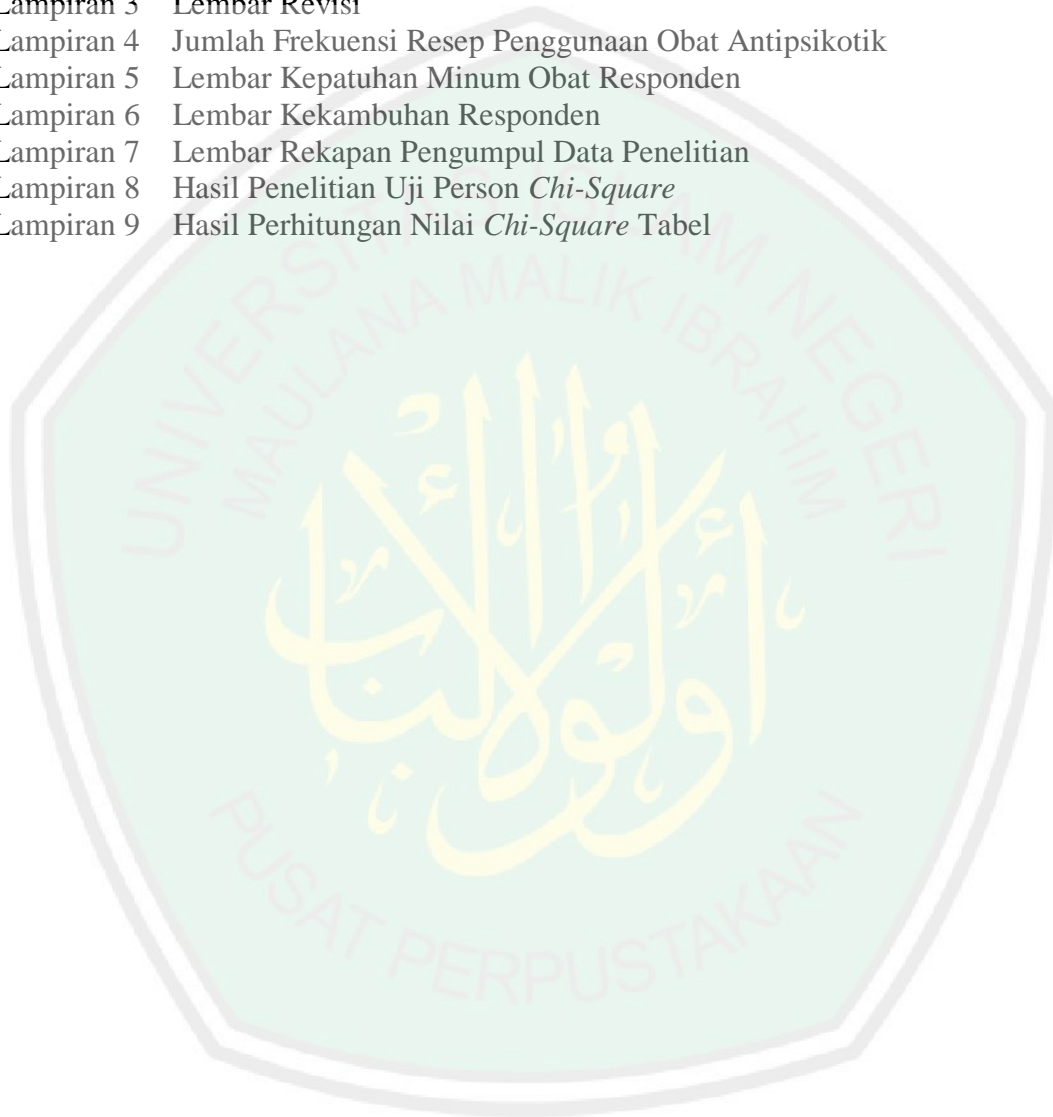 Lampiran 3 Lembar Revisi
Lampiran 4 Jumlah Frekuensi Resep Penggunaan Obat Antipsikotik
Lampiran 5 Lembar Kepatuhan Minum Obat Responden
Lampiran 6 Lembar Kekambuhan Responden
Lampiran 7 Lembar Rekapan Pengumpul Data Penelitian
Lampiran 8 Hasil Penelitian Uji Person Chi-Square
Lampiran 9 Hasil Perhitungan Nilai Chi-Square Tabel
UNIVERSITAS ISLAM NEGERI
MAULANA MALIK IBRAHIM
أولوا الألباب
PUSAT PERPUSTAKAAN